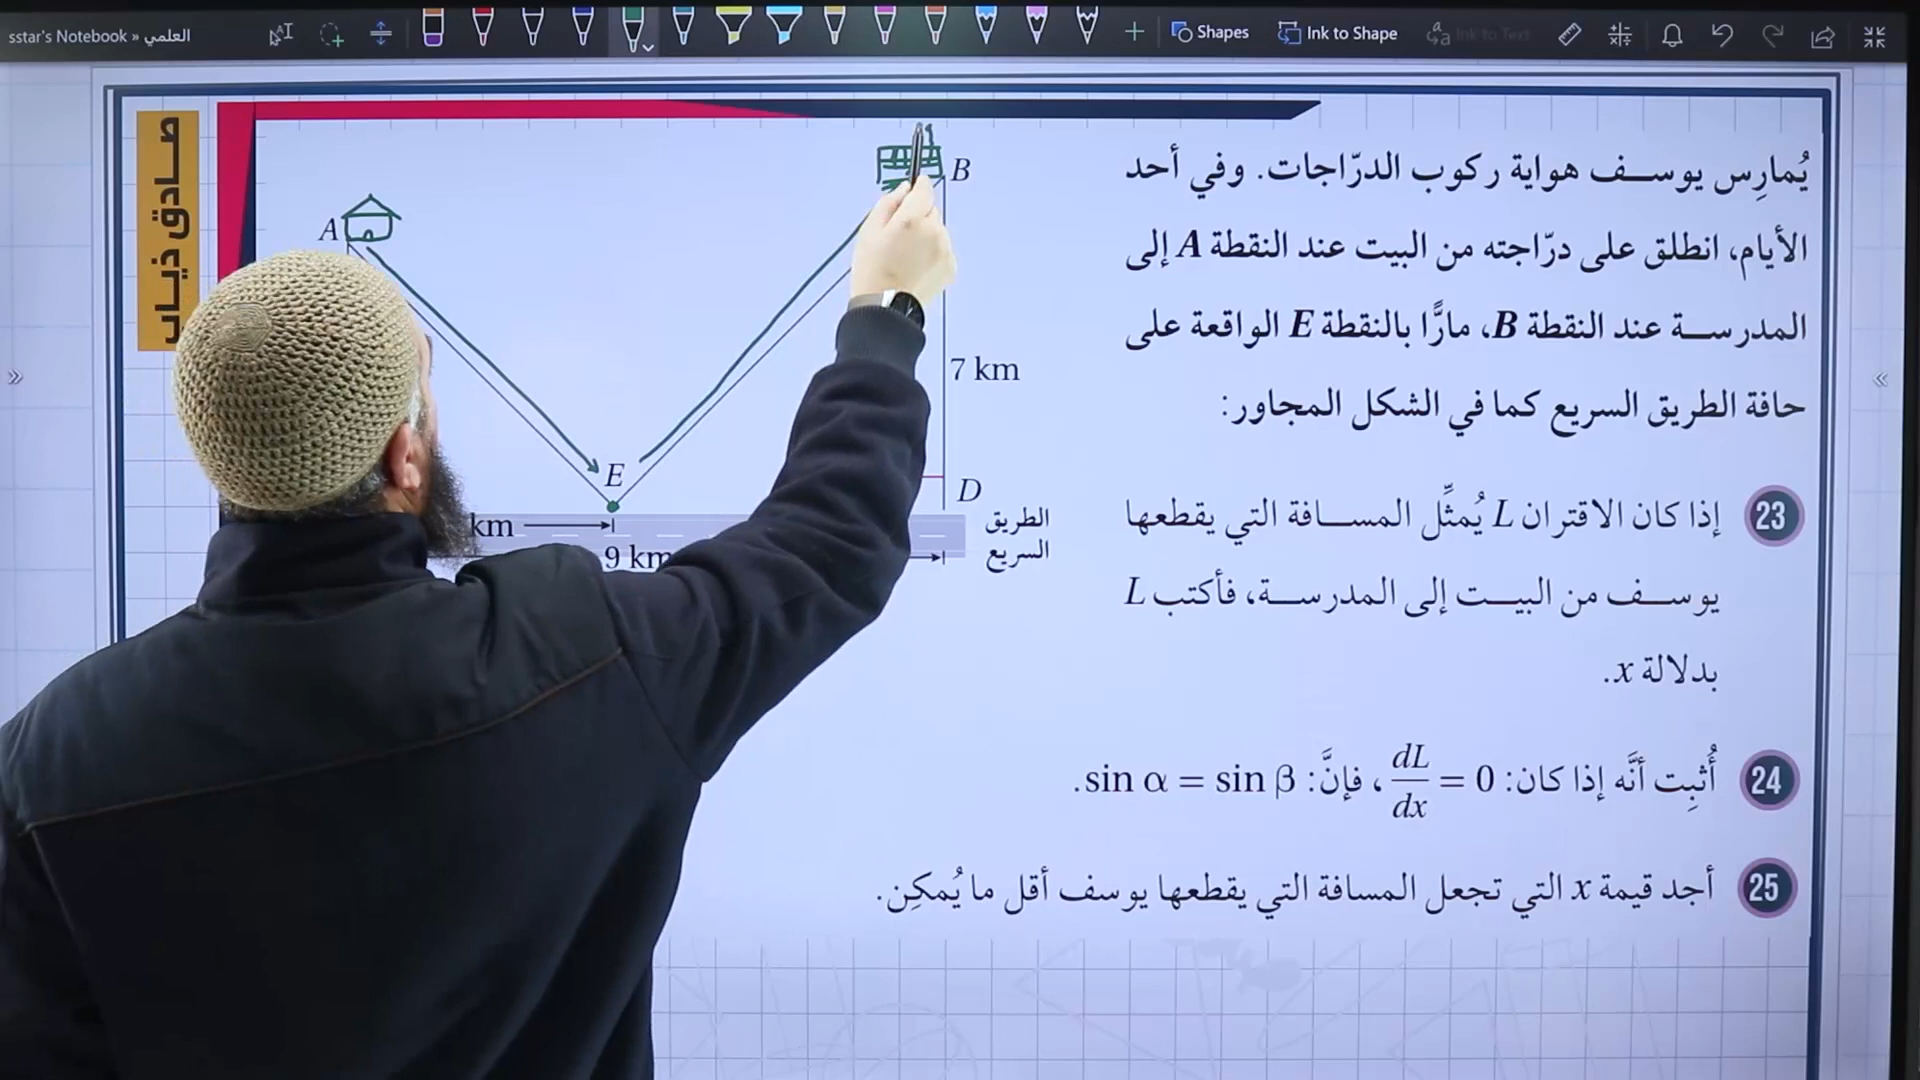 sstar's Notebook » العلمي
Shapes
Ink to Shape
Ink to Text
صادق ذياب
يُمارِس يوسف هواية ركوب الدرّاجات. وفي أحد
الأيام، انطلق على درّاجته من البيت عند النقطة A إلى
المدرسة عند النقطة B، مارًّا بالنقطة E الواقعة على
حافة الطريق السريع كما في الشكل المجاور:
23 إذا كان الاقتران L يُمثِّل المسافة التي يقطعها
يوسف من البيت إلى المدرسة، فأكتب L
بدلالة x.
24 أُثبِت أنَّه إذا كان: dL/dx = 0، فإنَّ: sin α = sin β.
25 أجد قيمة x التي تجعل المسافة التي يقطعها يوسف أقل ما يُمكِن.
A
B
7 km
E
D
km
الطريق
السريع
9 km